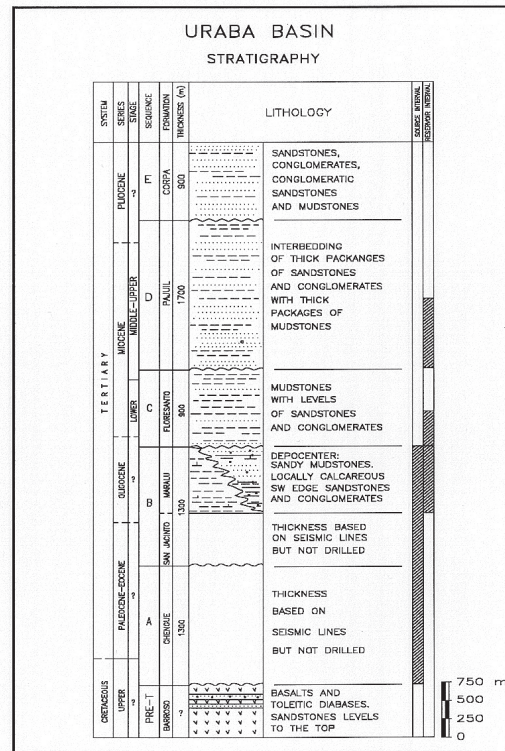 URABA BASIN
STRATIGRAPHY
SYSTEM
SERIES
STAGE
SEQUENCE
FORMATION
THICKNESS (m)
LITHOLOGY
SOURCE INTERVAL
RESERVOIR INTERVAL
TERTIARY
PLIOCENE
?
E
CORPA
900
SANDSTONES,
CONGLOMERATES,
CONGLOMERATIC
SANDSTONES
AND MUDSTONES
MIOCENE
MIDDLE-UPPER
D
PAJUIL
1700
INTERBEDDING
OF THICK PACKANGES
OF SANDSTONES
AND CONGLOMERATES
WITH THICK
PACKAGES OF
MUDSTONES
LOWER
C
FLORESANTO
900
MUDSTONES
WITH LEVELS
OF SANDSTONES
AND CONGLOMERATES
OLIGOCENE
?
B
MARALU
1300
DEPOCENTER:
SANDY MUDSTONES.
LOCALLY CALCAREOUS
SW EDGE SANDSTONES
AND CONGLOMERATES
SAN JACINTO
THICKNESS BASED
ON SEISMIC LINES
BUT NOT DRILLED
PALEOCENE-EOCENE
?
A
CHENGUE
1300
THICKNESS
BASED ON
SEISMIC LINES
BUT NOT DRILLED
CRETACEOUS
UPPER
?
PRE-T
BARROSO
?
BASALTS AND
TOLEITIC DIABASES.
SANDSTONES LEVELS
TO THE TOP
750 m
500
250
0